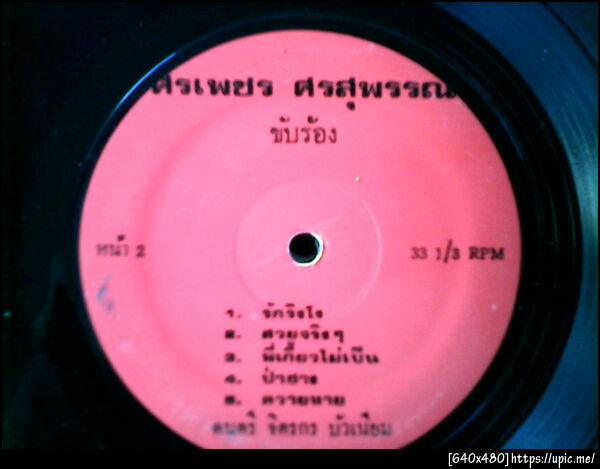 ศรเพชร ศรสุพรรณ
ขับร้อง
หน้า 2
33 1/3 RPM
๑. รักจริงโง
๒. สวยจริงๆ
๓. พี่เกี้ยวไม่เป็น
๔. ป่าฮาง
๕. ควายหาย
ดนตรี จิตรกร บัวเนียม
[640x480]https://upic.me/